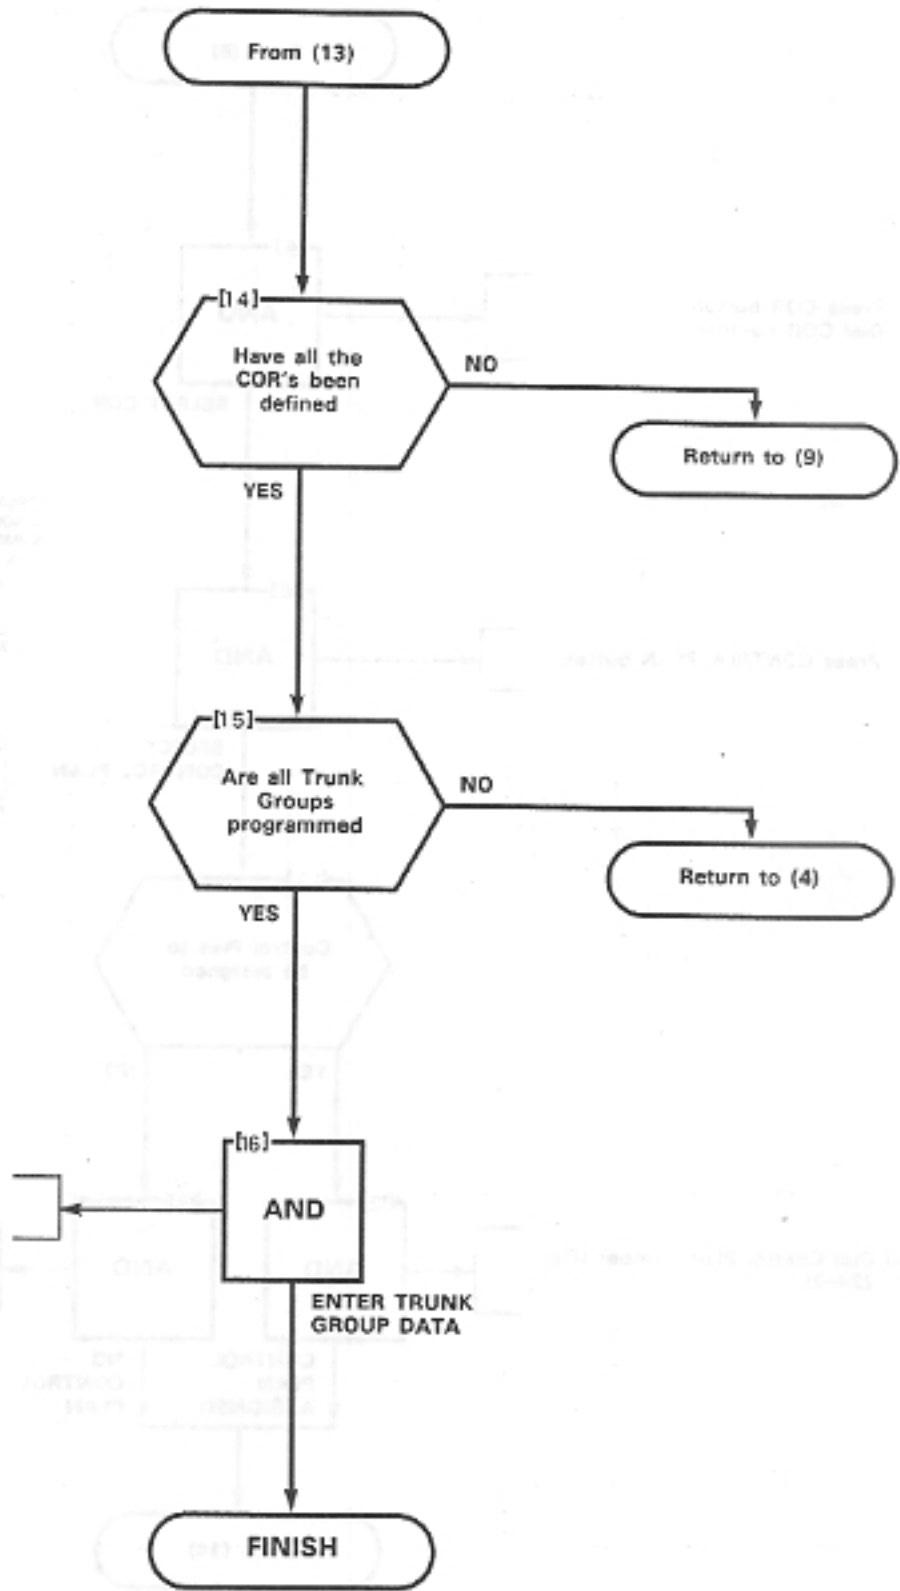 From (13)
[14]
Have all the
COR's been
defined
NO
Return to (9)
YES
[15]
Are all Trunk
Groups
programmed
NO
Return to (4)
YES
[16]
AND
ENTER TRUNK
GROUP DATA
FINISH